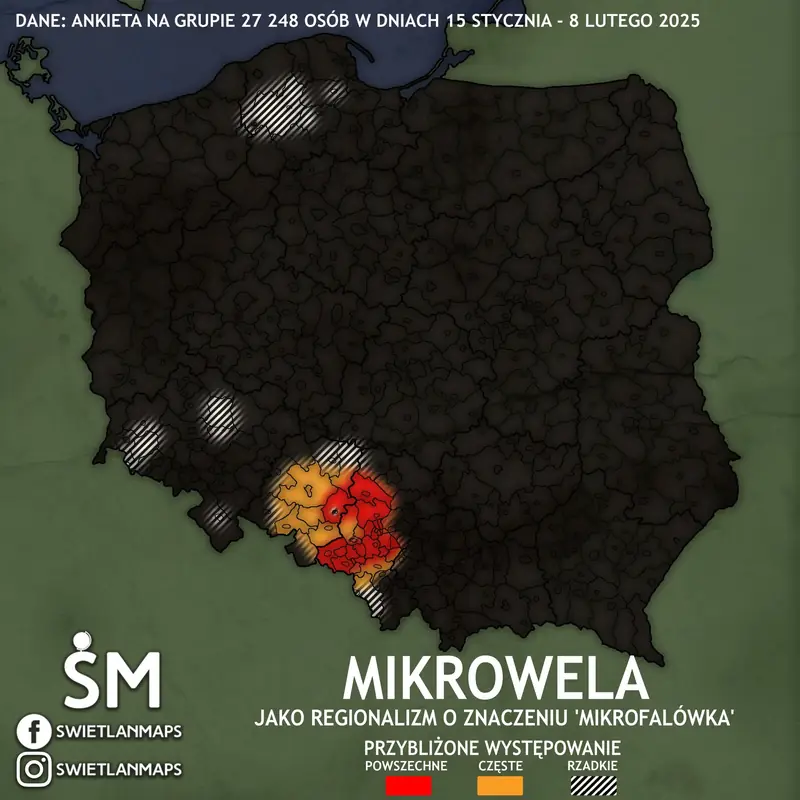 DANE: ANKIETA NA GRUPIE 27 248 OSÓB W DNIACH 15 STYCZNIA - 8 LUTEGO 2025
ŚM
SWIETLANMAPS
SWIETLANMAPS
MIKROWELA
JAKO REGIONALIZM O ZNACZENIU 'MIKROFALÓWKA'
PRZYBLIŻONE WYSTĘPOWANIE
POWSZECHNE CZĘSTE RZADKIE